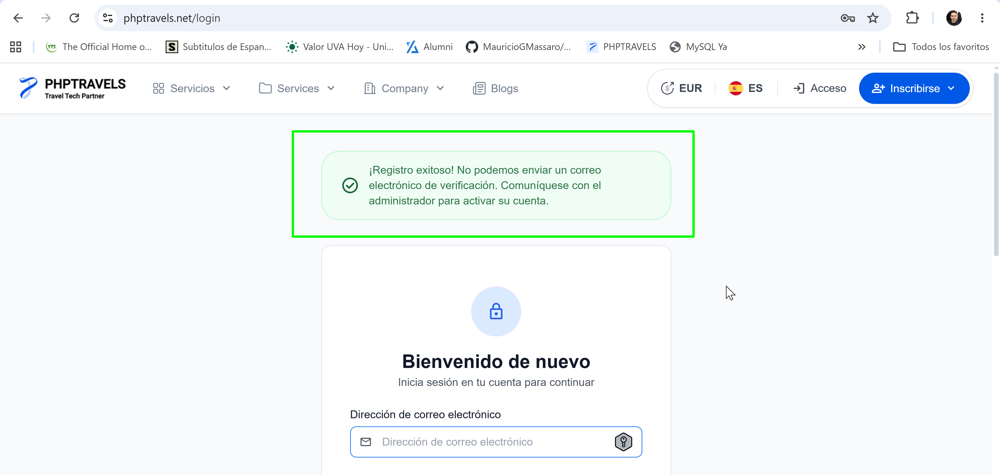 phptravels.net/login
YTS The Official Home o... S Subtitulos de Espan... Valor UVA Hoy - Uni... Alumni MauricioGMassaro/... PHPTRAVELS MySQL Ya » Todos los favoritos
PHPTRAVELS
Travel Tech Partner
Servicios Services Company Blogs $ EUR ES Acceso Inscribirse
¡Registro exitoso! No podemos enviar un correo
electrónico de verificación. Comuníquese con el
administrador para activar su cuenta.
Bienvenido de nuevo
Inicia sesión en tu cuenta para continuar
Dirección de correo electrónico
Dirección de correo electrónico